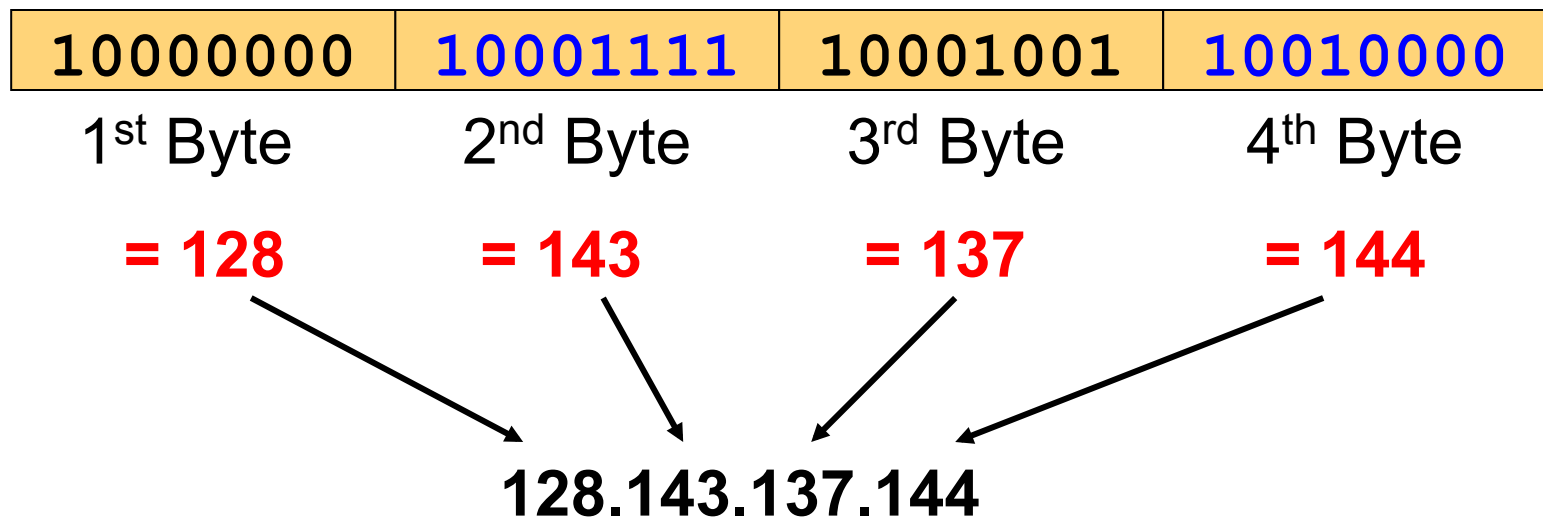 10000000 10001111 10001001 10010000
1st Byte 2nd Byte 3rd Byte 4th Byte
= 128 = 143 = 137 = 144
128.143.137.144